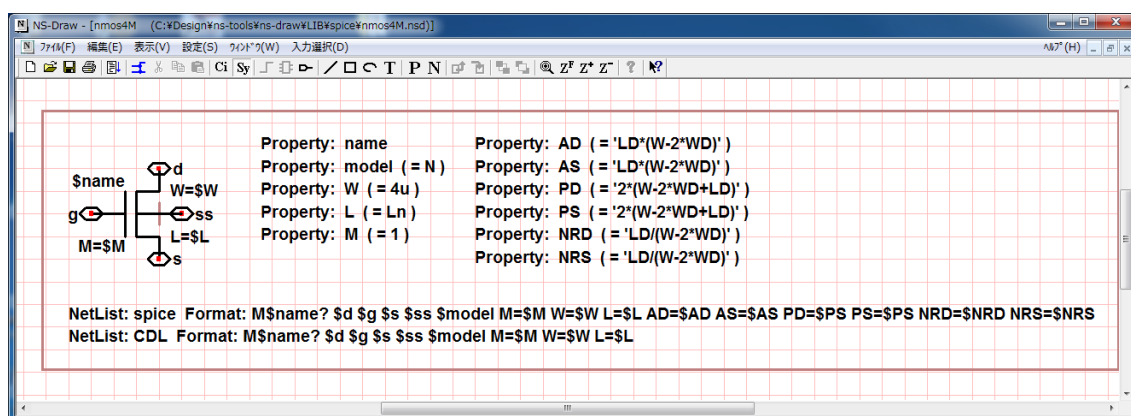 NS-Draw - [nmos4M (C:¥Design¥ns-tools¥ns-draw¥LIB¥spice¥nmos4M.nsd)]
ﾌｧｲﾙ(F) 編集(E) 表示(V) 設定(S) ｳｨﾝﾄﾞｳ(W) 入力選択(D) ﾍﾙﾌﾟ(H)
Ci Sy T P N Z^F Z^+ Z^-
Property: name Property: AD ( = 'LD*(W-2*WD)' )
$name d Property: model ( = N ) Property: AS ( = 'LD*(W-2*WD)' )
W=$W Property: W ( = 4u ) Property: PD ( = '2*(W-2*WD+LD)' )
g ss Property: L ( = Ln ) Property: PS ( = '2*(W-2*WD+LD)' )
M=$M L=$L Property: M ( = 1 ) Property: NRD ( = 'LD/(W-2*WD)' )
s Property: NRS ( = 'LD/(W-2*WD)' )
NetList: spice Format: M$name? $d $g $s $ss $model M=$M W=$W L=$L AD=$AD AS=$AS PD=$PS PS=$PS NRD=$NRD NRS=$NRS
NetList: CDL Format: M$name? $d $g $s $ss $model M=$M W=$W L=$L